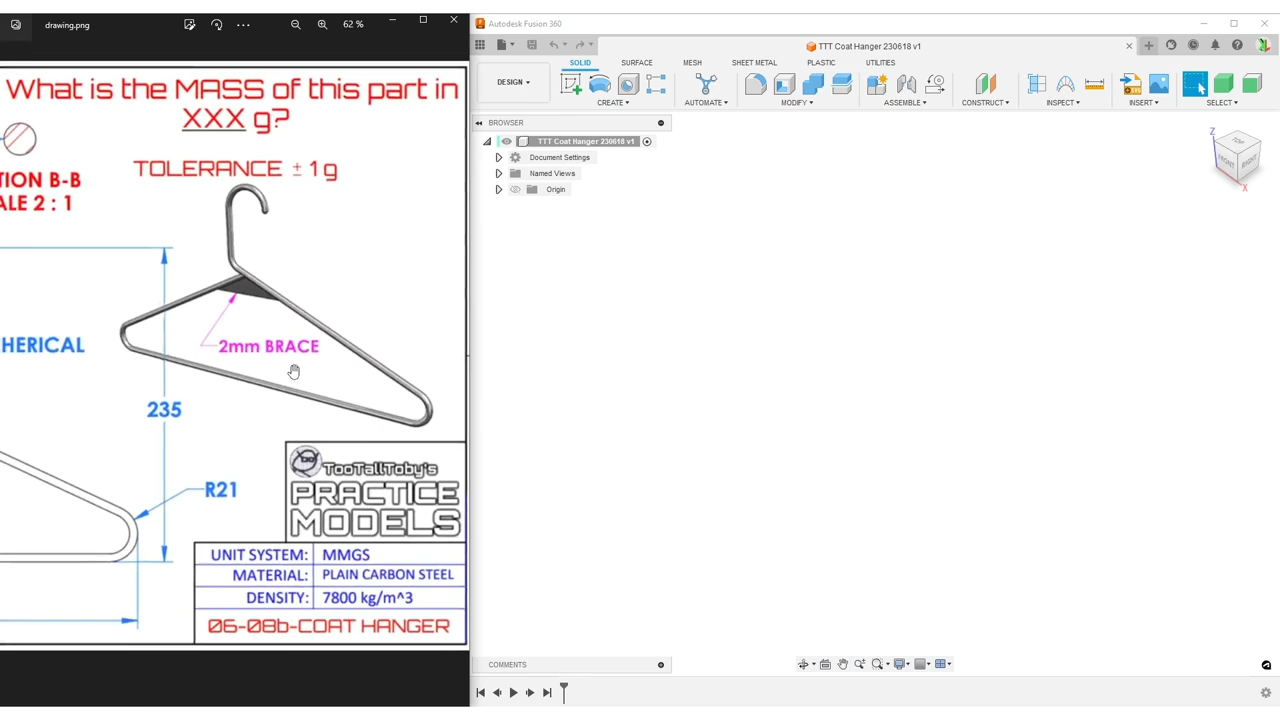 drawing.png
62 %
What is the MASS of this part in
XXX g?
TOLERANCE ± 1 g
TION B-B
ALE 2 : 1
HERICAL
2mm BRACE
235
R21
TooTallToby's
PRACTICE
MODELS
UNIT SYSTEM: MMGS
MATERIAL: PLAIN CARBON STEEL
DENSITY: 7800 kg/m^3
06-08b-COAT HANGER
Autodesk Fusion 360
TTT Coat Hanger 230618 v1
SOLID SURFACE MESH SHEET METAL PLASTIC UTILITIES
DESIGN
CREATE AUTOMATE MODIFY ASSEMBLE CONSTRUCT INSPECT INSERT SELECT
BROWSER
TTT Coat Hanger 230618 v1
Document Settings
Named Views
Origin
Z
TOP
FRONT RIGHT
X
COMMENTS